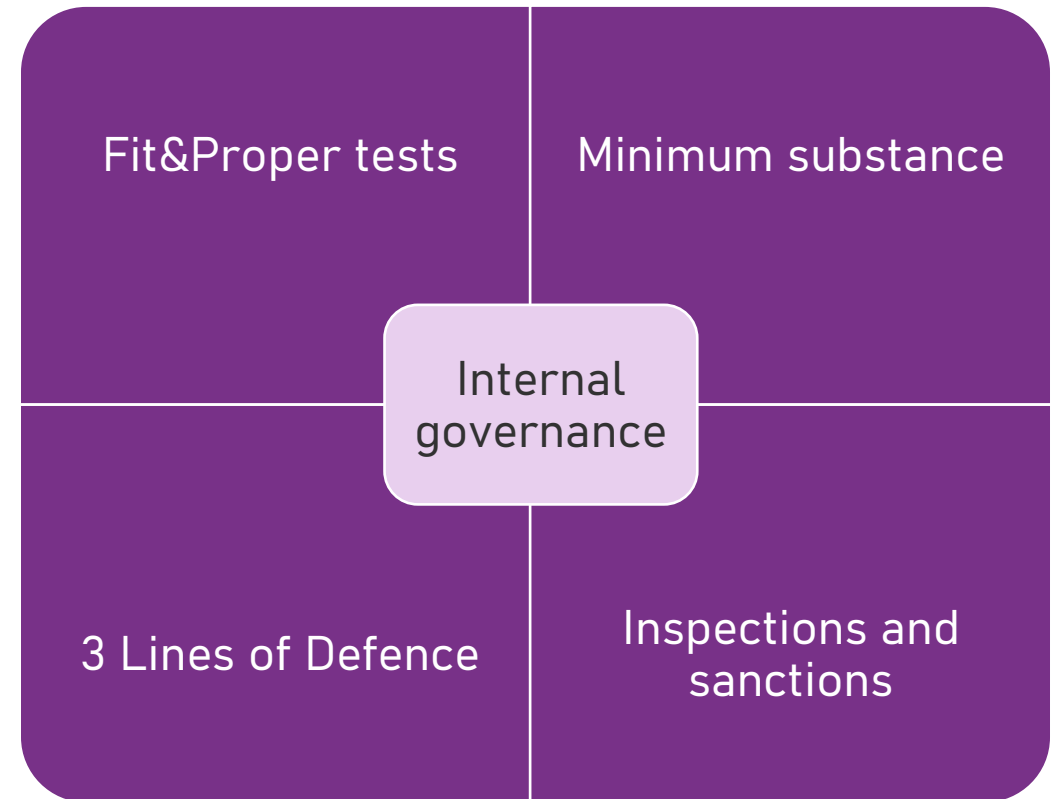 Fit&Proper tests
Minimum substance
Internal
governance
3 Lines of Defence
Inspections and
sanctions